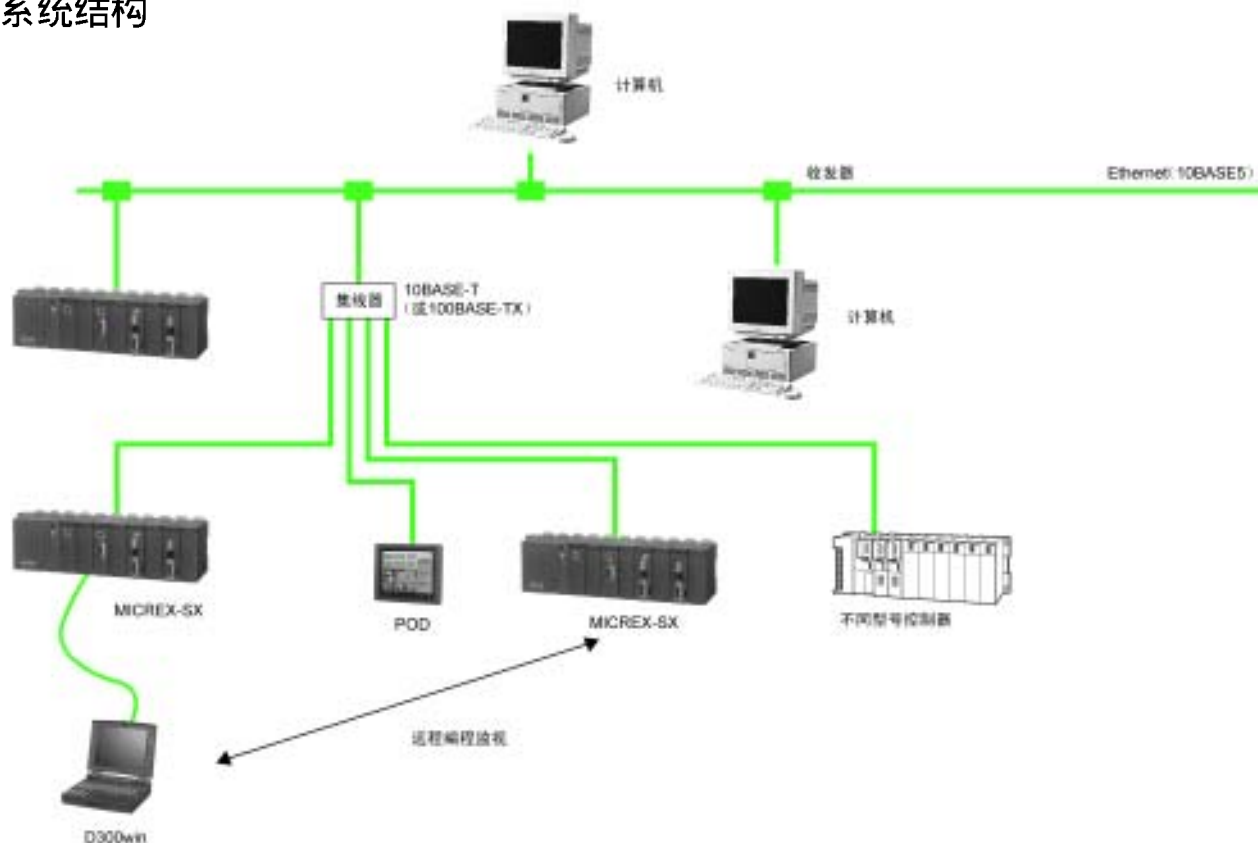 系统结构
计算机
收发器
Ethernet(10BASE5)
集线器
10BASE-T
(或100BASE-TX)
计算机
MICREX-SX
POD
MICREX-SX
不同型号控制器
远程编程监视
D300win